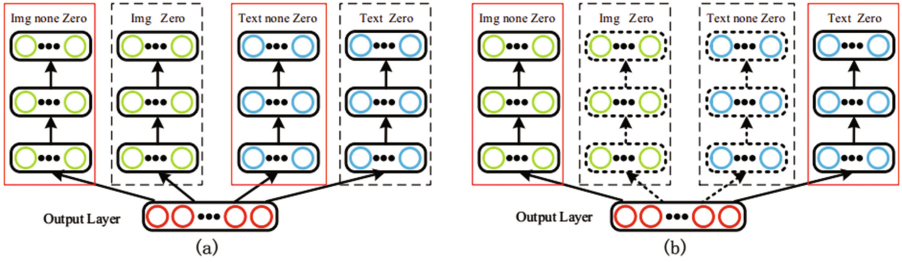 Img none Zero
Img Zero
Text none Zero
Text Zero
Output Layer
(a)
Img none Zero
Img Zero
Text none Zero
Text Zero
Output Layer
(b)